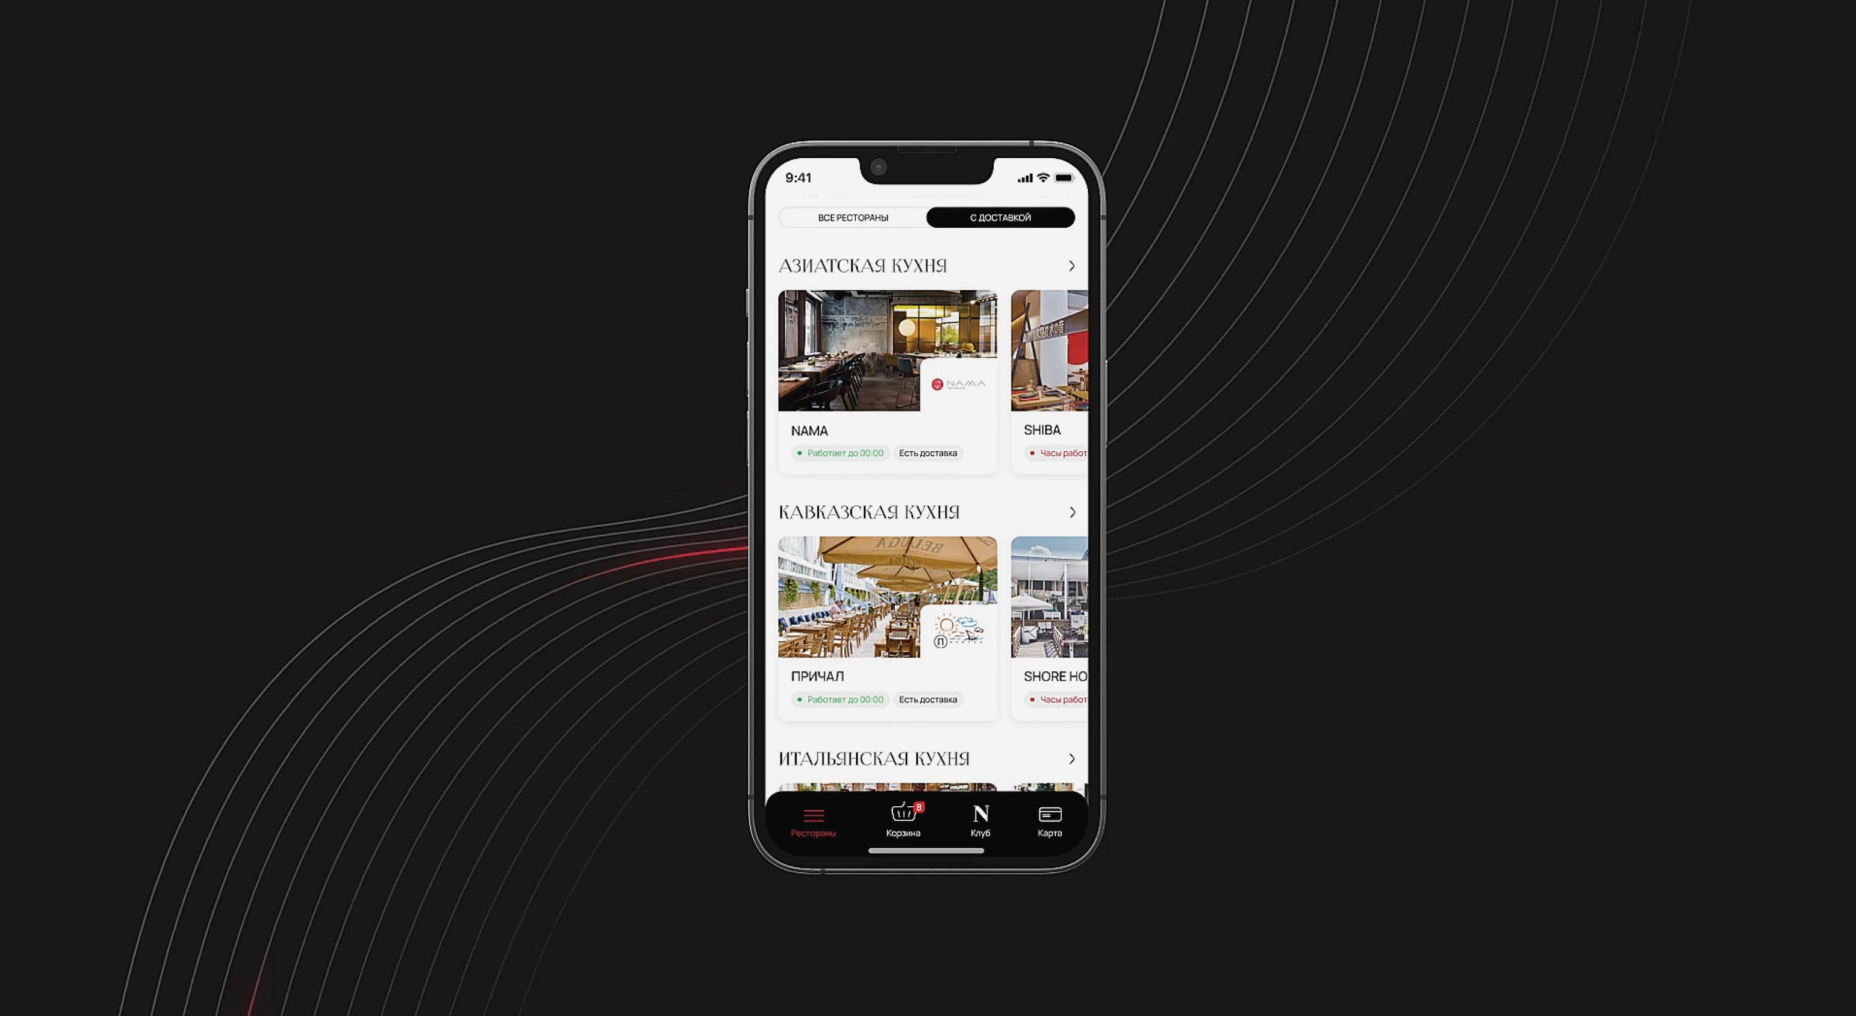 9:41
ВСЕ РЕСТОРАНЫ
С ДОСТАВКОЙ
АЗИАТСКАЯ КУХНЯ
NAMA
NAMA
Работает до 00:00
Есть доставка
SHIBA
Часы работ
КАВКАЗСКАЯ КУХНЯ
BELUGA
П
ПРИЧАЛ
Работает до 00:00
Есть доставка
SHORE HO
Часы работ
ИТАЛЬЯНСКАЯ КУХНЯ
8
Рестораны
Корзина
N
Клуб
Карта